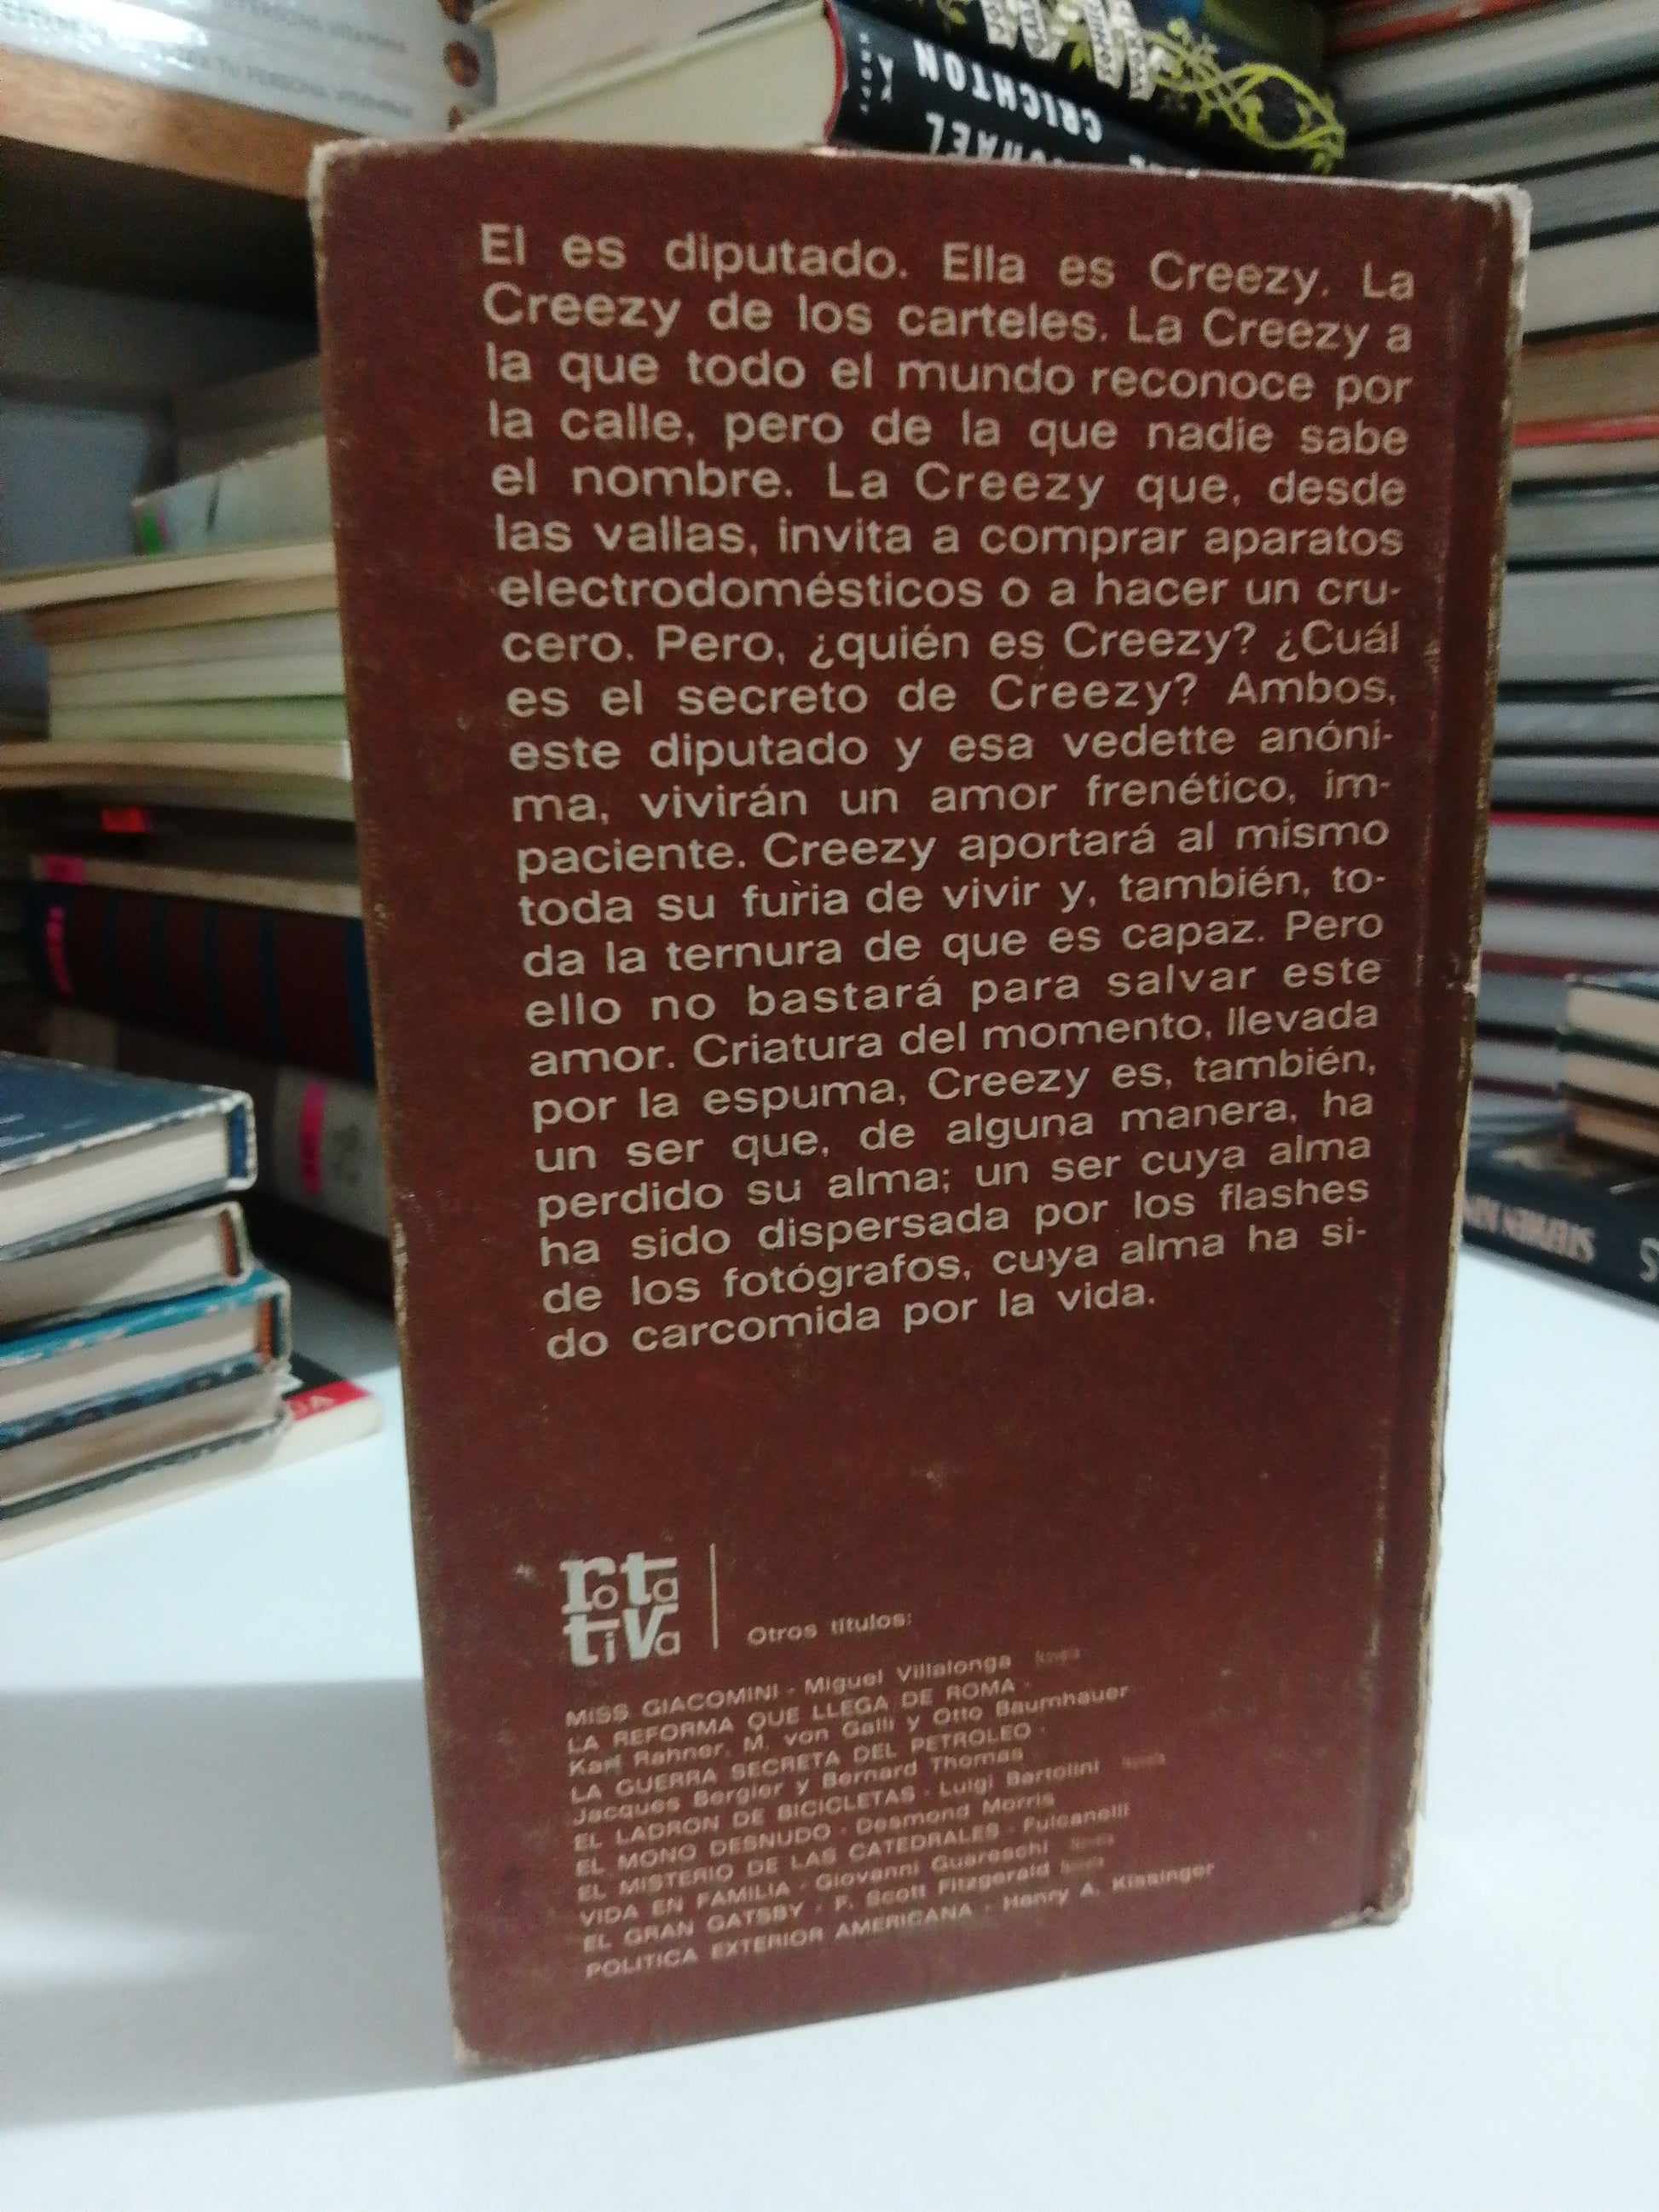 El es diputado. Ella es Creezy. La
Creezy de los carteles. La Creezy a
la que todo el mundo reconoce por
la calle, pero de la que nadie sabe
el nombre. La Creezy que, desde
las vallas, invita a comprar aparatos
electrodomésticos o a hacer un cru-
cero. Pero, ¿quién es Creezy? ¿Cuál
es el secreto de Creezy? Ambos,
este diputado y esa vedette anóni-
ma, vivirán un amor frenético, im-
paciente. Creezy aportará al mismo
toda su furia de vivir y, también, to-
da la ternura de que es capaz. Pero
ello no bastará para salvar este
amor. Criatura del momento, llevada
por la espuma, Creezy es, también,
un ser que, de alguna manera, ha
perdido su alma; un ser cuya alma
ha sido dispersada por los flashes
de los fotógrafos, cuya alma ha si-
do carcomida por la vida.
rota
tiva
Otros títulos:
MISS GIACOMINI - Miguel Villalonga Novela
LA REFORMA QUE LLEGA DE ROMA -
Karl Rahner, M. von Galli y Otto Baumhauer
LA GUERRA SECRETA DEL PETROLEO -
Jacques Bergier y Bernard Thomas
EL LADRON DE BICICLETAS - Luigi Bartolini Novela
EL MONO DESNUDO - Desmond Morris
EL MISTERIO DE LAS CATEDRALES - Fulcanelli
VIDA EN FAMILIA - Giovanni Guareschi Novela
EL GRAN GATSBY - F. Scott Fitzgerald Novela
POLITICA EXTERIOR AMERICANA - Henry A. Kissinger
CRICHTON